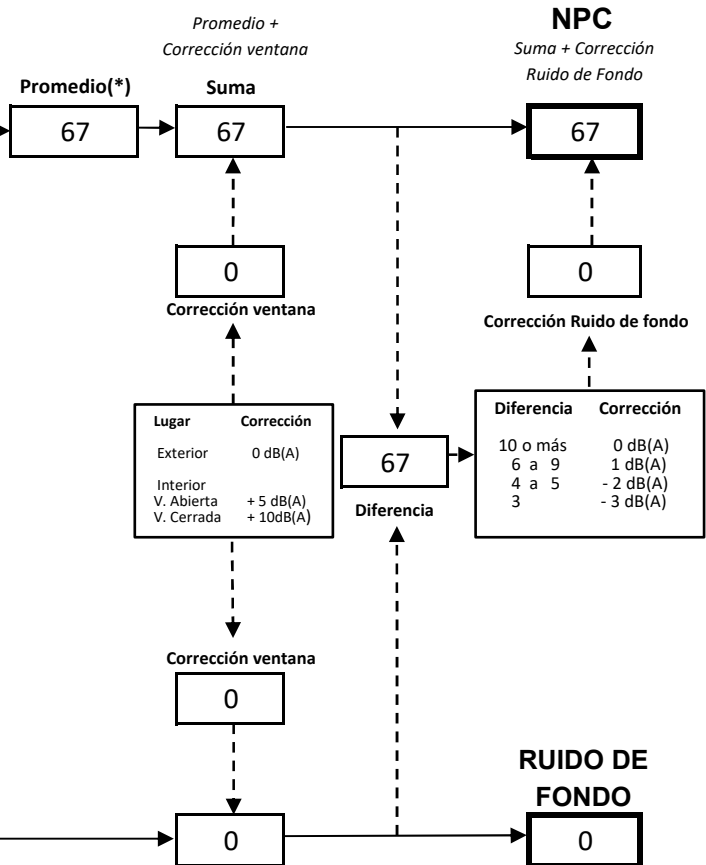 Promedio +
Corrección ventana
NPC
Suma + Corrección
Ruido de Fondo
Promedio(*)
Suma
67
67
67
0
0
Corrección ventana
Corrección Ruido de fondo
Lugar Corrección
Exterior 0 dB(A)
Interior
V. Abierta + 5 dB(A)
V. Cerrada + 10dB(A)
67
Diferencia
Diferencia Corrección
10 o más 0 dB(A)
6 a 9 1 dB(A)
4 a 5 - 2 dB(A)
3 - 3 dB(A)
Corrección ventana
0
RUIDO DE
FONDO
0
0